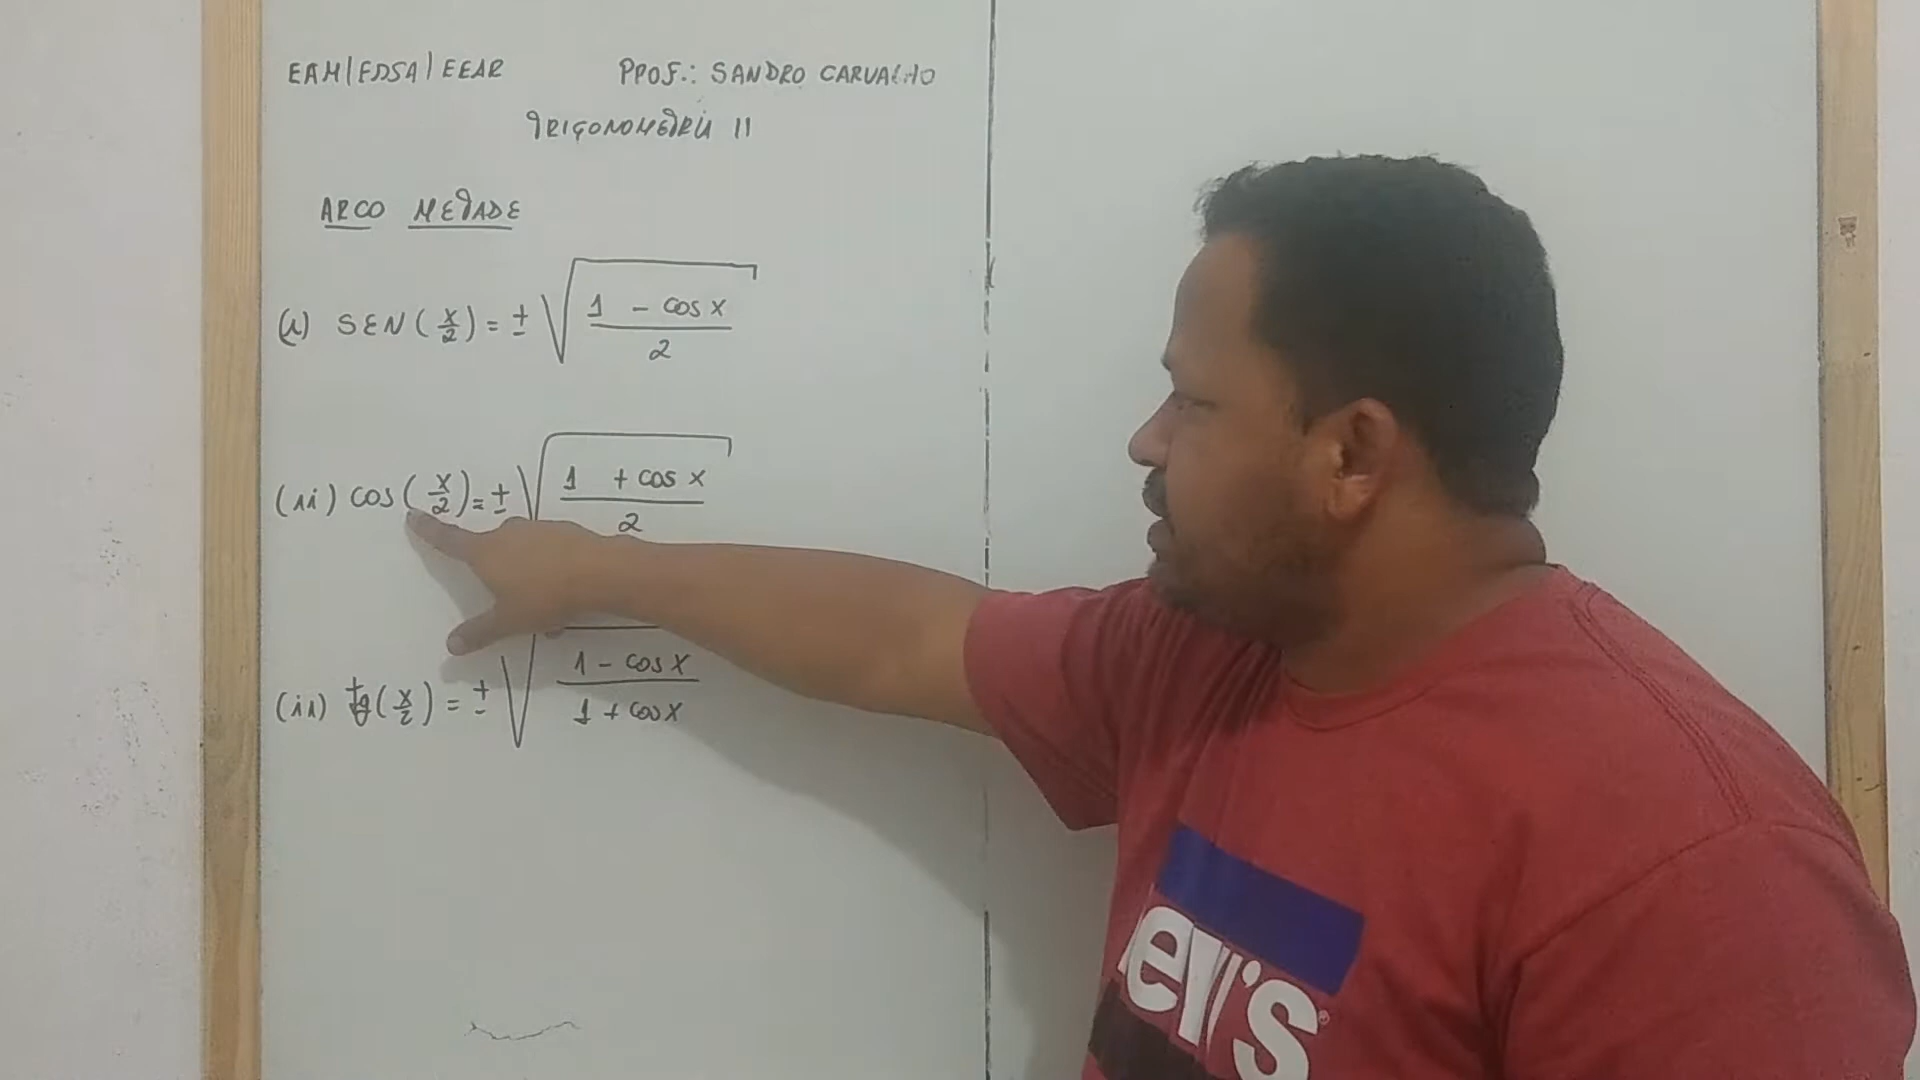 EAM/EDSA/EEAR PROF.: SANDRO CARVALHO
TRIGONOMETRIA II
ARCO METADE
(i) SEN(x/2) = ± √((1 - cos x)/2)
(ii) COS(x/2) = ± √((1 + cos x)/2)
(iii) tg(x/2) = ± √((1 - cos x)/(1 + cos x))
Levi's®